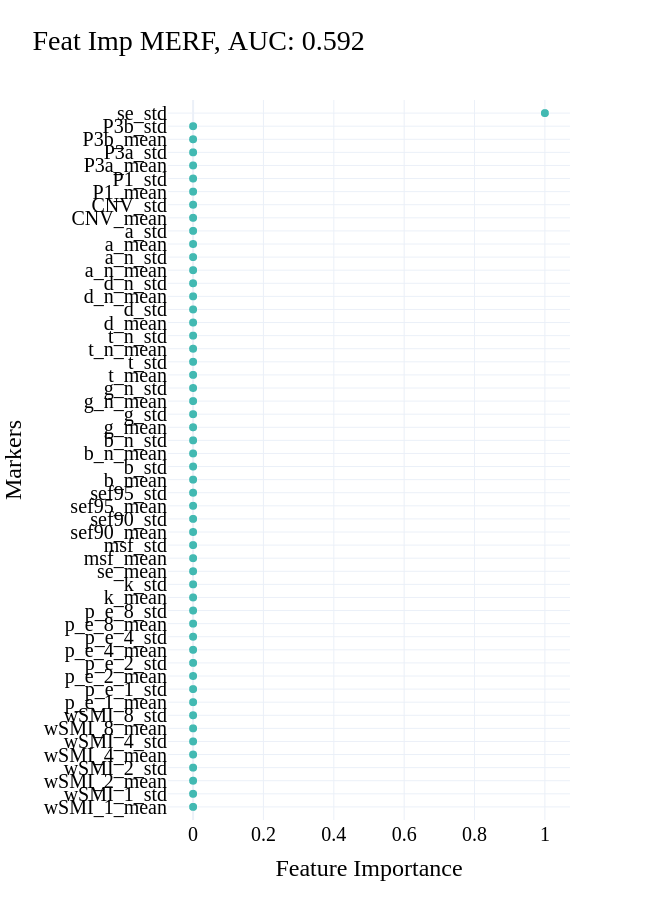 Feat Imp MERF, AUC: 0.592
se_std
P3b_std
P3b_mean
P3a_std
P3a_mean
P1_std
P1_mean
CNV_std
CNV_mean
a_std
a_mean
a_n_std
a_n_mean
d_n_std
d_n_mean
d_std
d_mean
t_n_std
t_n_mean
t_std
t_mean
g_n_std
g_n_mean
g_std
g_mean
b_n_std
b_n_mean
b_std
b_mean
sef95_std
sef95_mean
sef90_std
sef90_mean
msf_std
msf_mean
se_mean
k_std
k_mean
p_e_8_std
p_e_8_mean
p_e_4_std
p_e_4_mean
p_e_2_std
p_e_2_mean
p_e_1_std
p_e_1_mean
wSMI_8_std
wSMI_8_mean
wSMI_4_std
wSMI_4_mean
wSMI_2_std
wSMI_2_mean
wSMI_1_std
wSMI_1_mean
Markers
0 0.2 0.4 0.6 0.8 1
Feature Importance